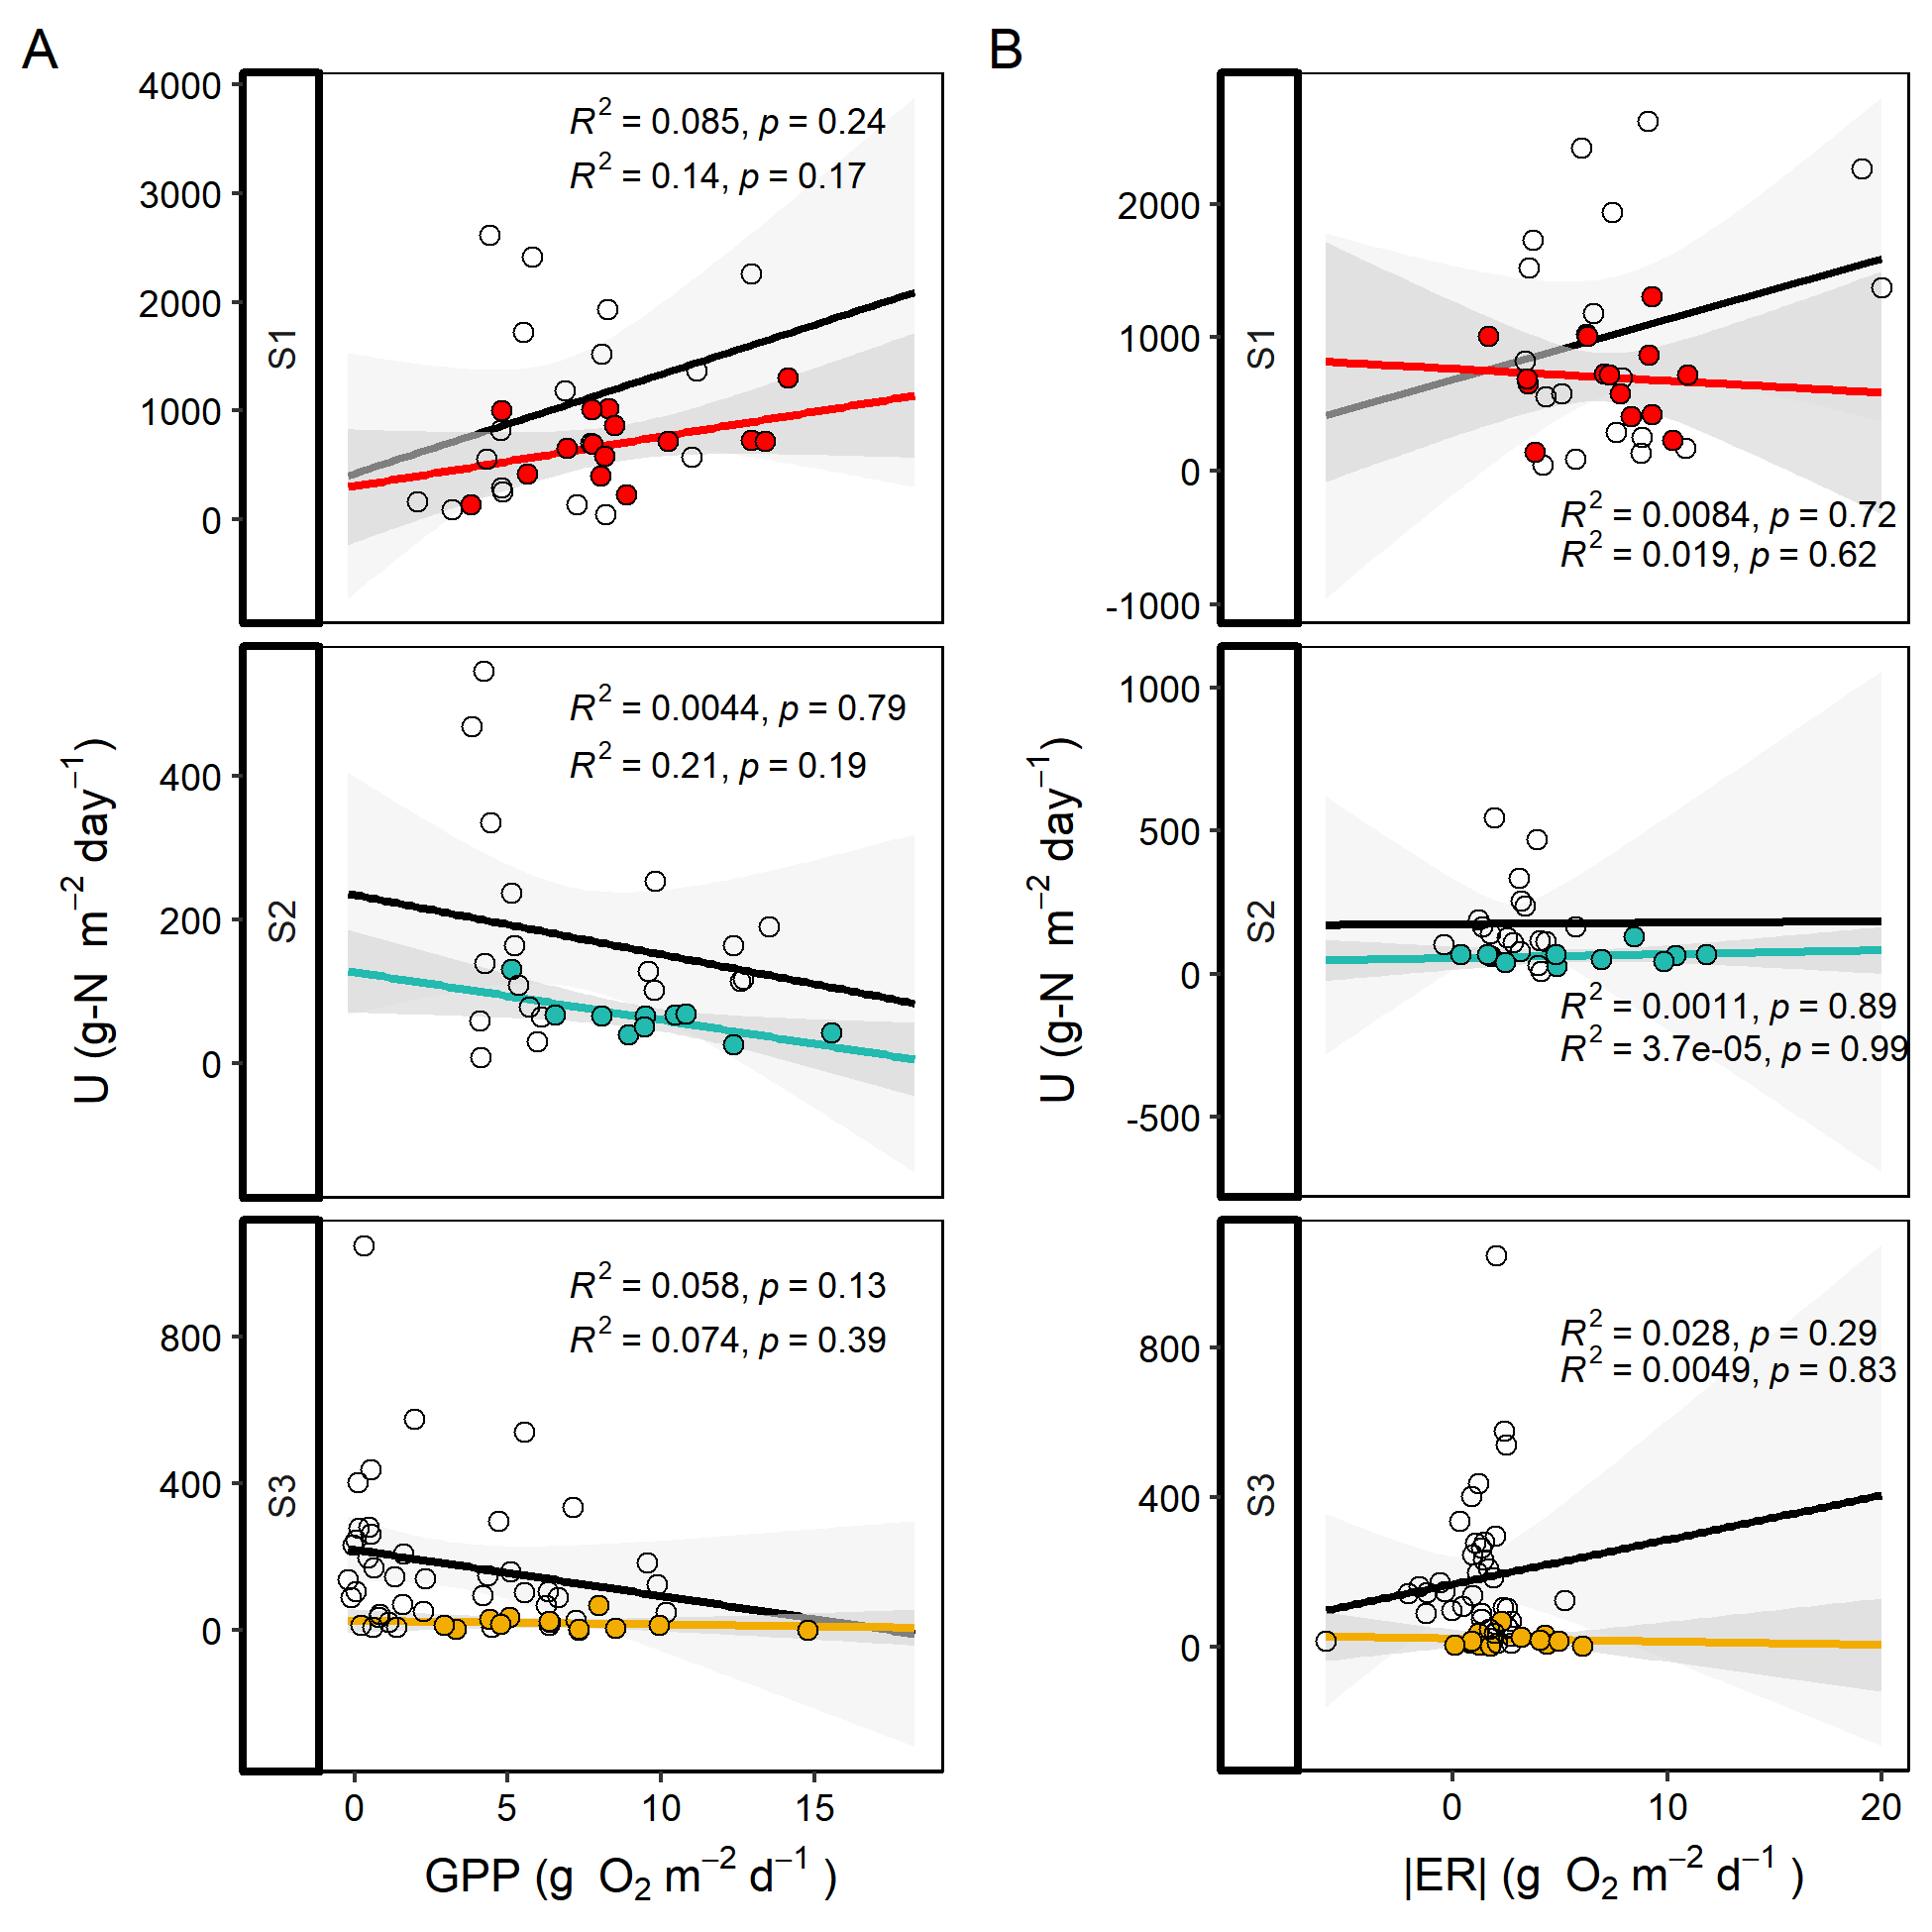 A
4000
3000
2000
1000
0
S1
R² = 0.085, p = 0.24
R² = 0.14, p = 0.17
400
200
0
S2
R² = 0.0044, p = 0.79
R² = 0.21, p = 0.19
800
400
0
S3
R² = 0.058, p = 0.13
R² = 0.074, p = 0.39
U (g-N m⁻² day⁻¹)
0 5 10 15
GPP (g O₂ m⁻² d⁻¹ )
B
2000
1000
0
-1000
S1
R² = 0.0084, p = 0.72
R² = 0.019, p = 0.62
1000
500
0
-500
S2
R² = 0.0011, p = 0.89
R² = 3.7e-05, p = 0.99
800
400
0
S3
R² = 0.028, p = 0.29
R² = 0.0049, p = 0.83
U (g-N m⁻² day⁻¹)
0 10 20
|ER| (g O₂ m⁻² d⁻¹ )